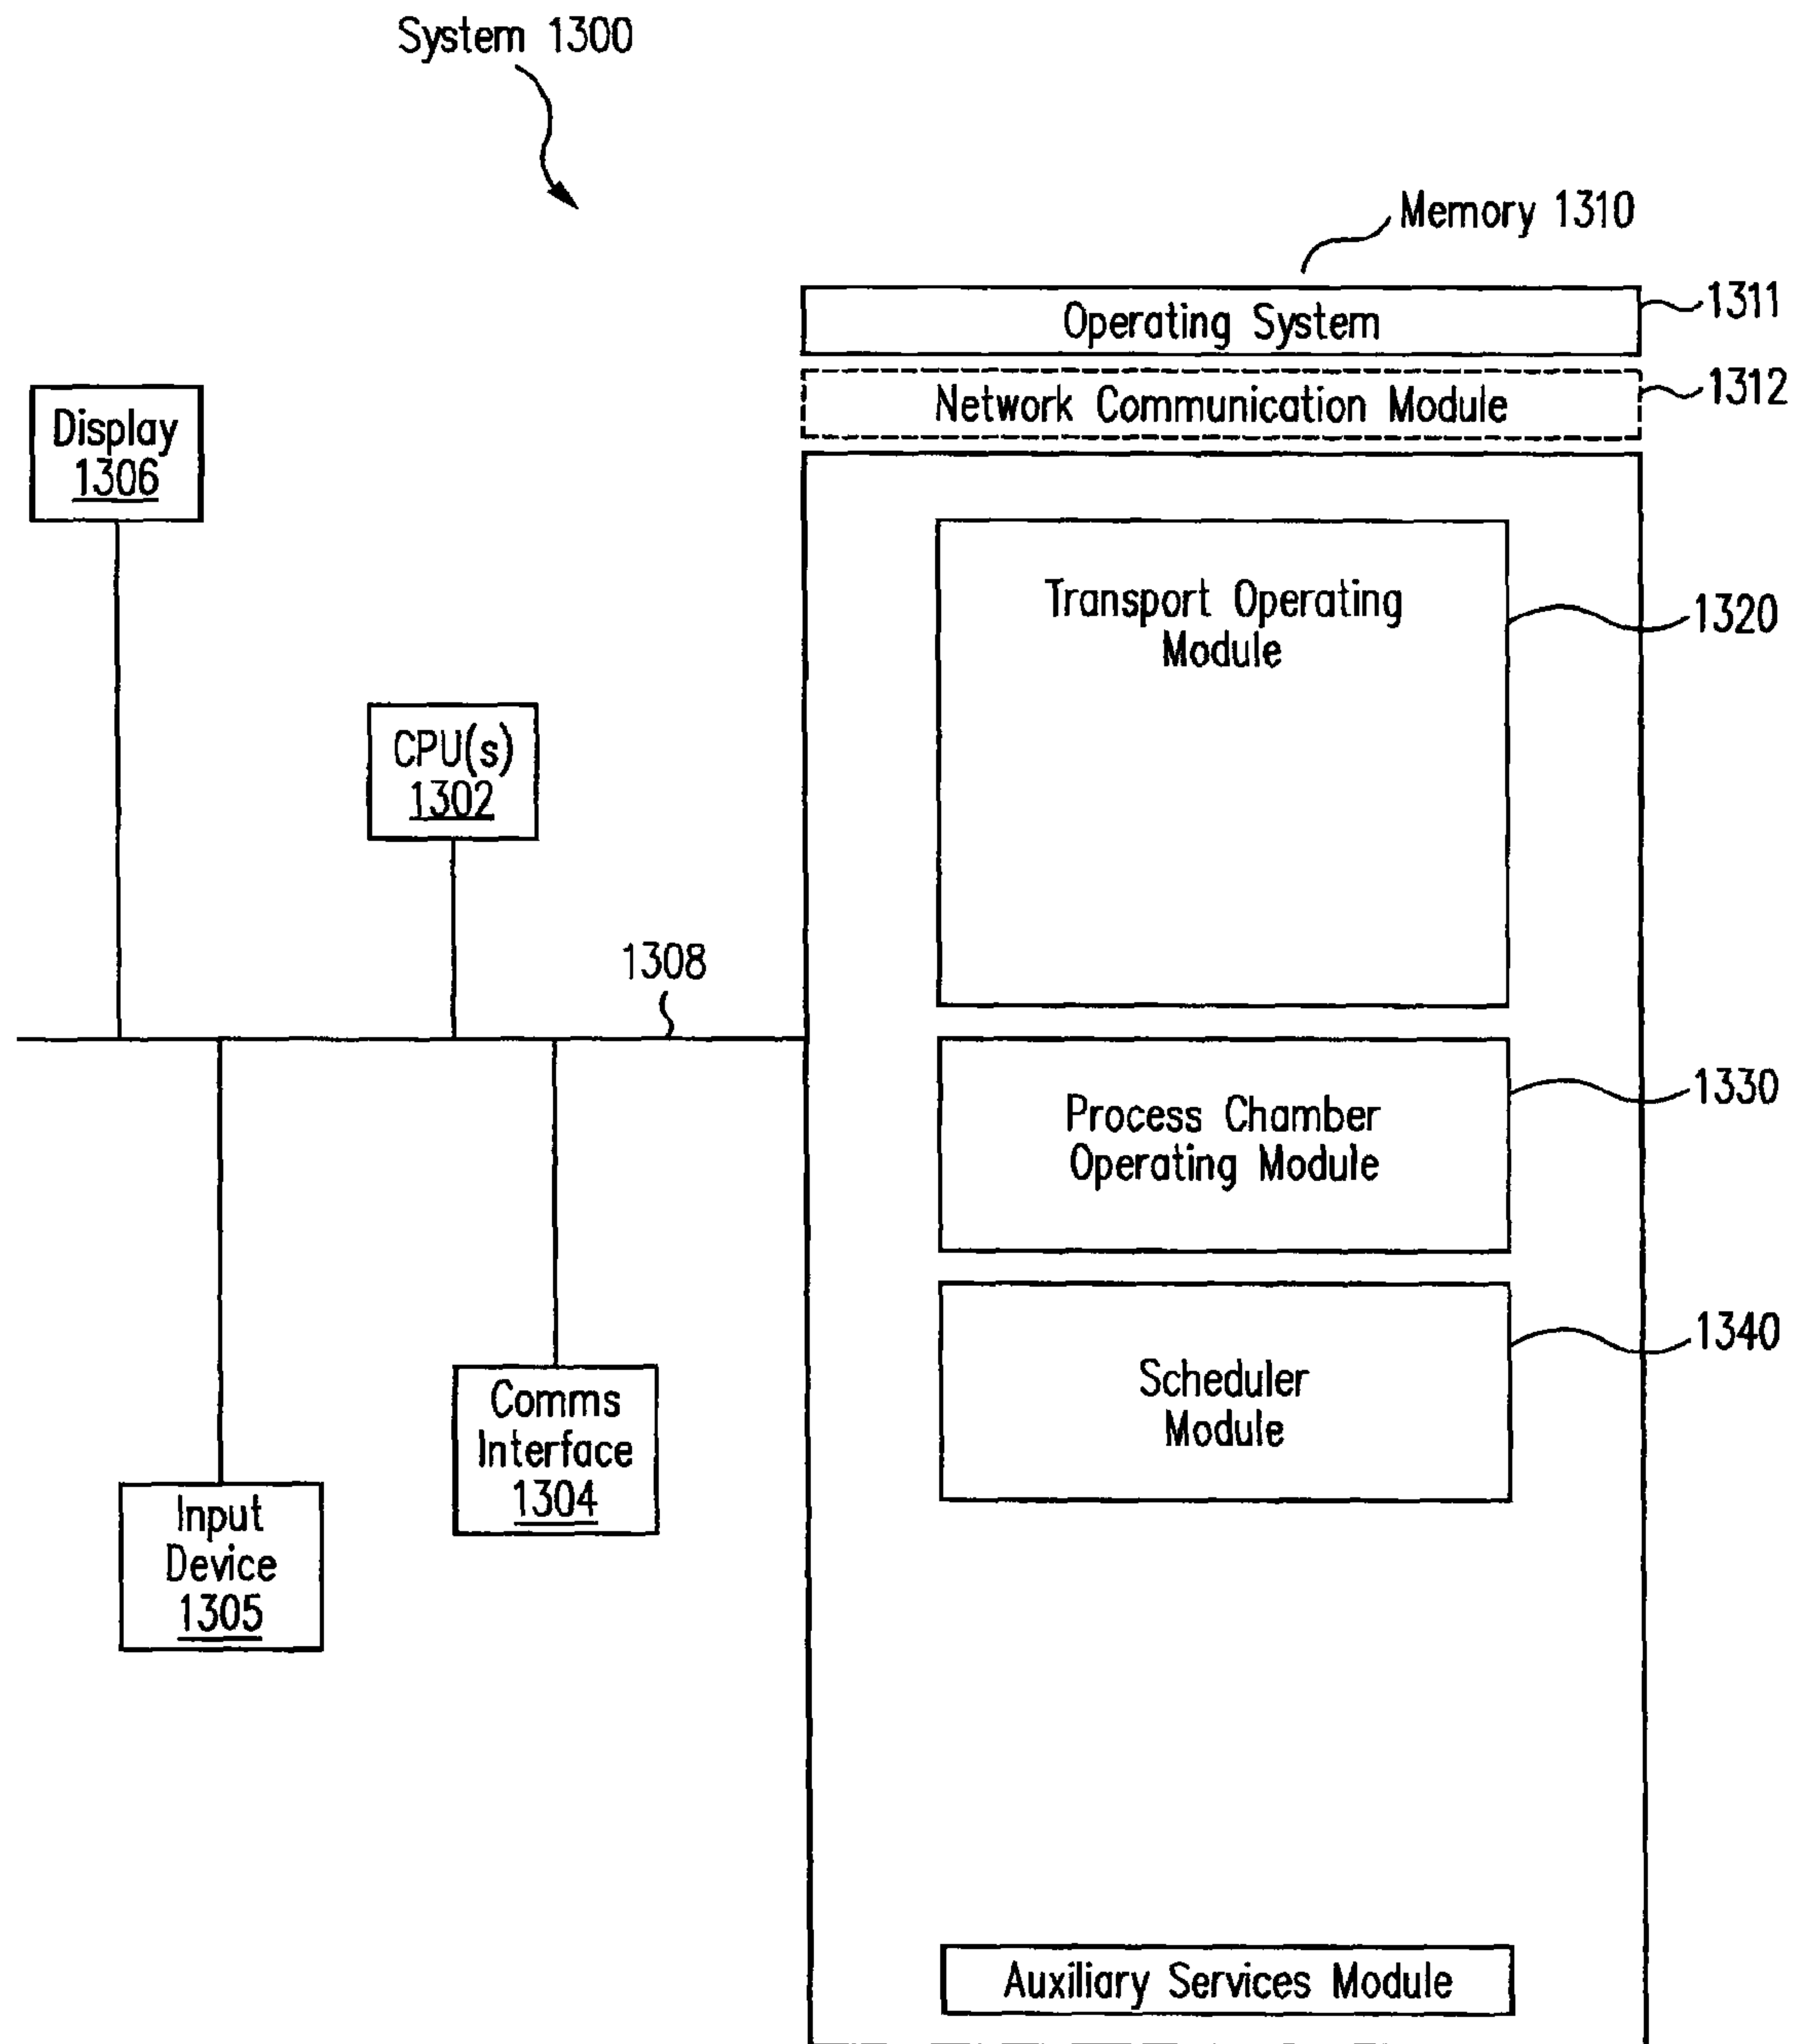 System 1300
Memory 1310
Operating System
1311
Network Communication Module
1312
Display
1306
Transport Operating
Module
1320
CPU(s)
1302
1308
Process Chamber
Operating Module
1330
Scheduler
Module
1340
Comms
Interface
1304
Input
Device
1305
Auxiliary Services Module